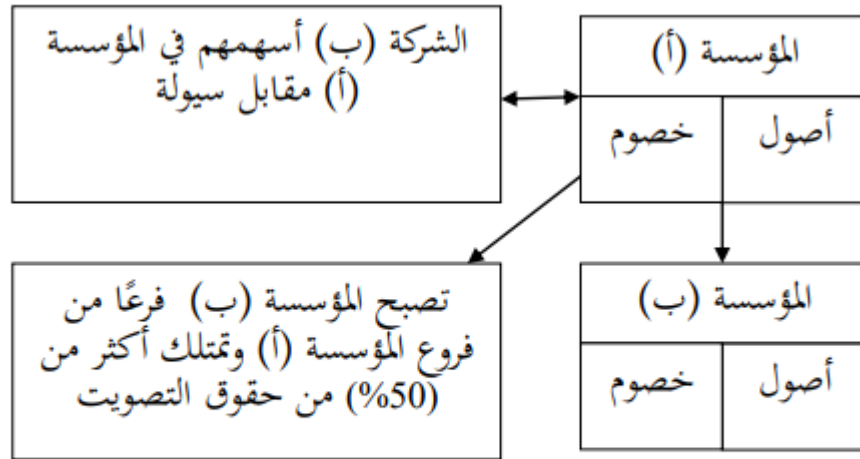 المؤسسة (أ)
أصول
خصوم
الشركة (ب) أسهمهم في المؤسسة
(أ) مقابل سيولة
المؤسسة (ب)
أصول
خصوم
تصبح المؤسسة (ب) فرعًا من
فروع المؤسسة (أ) وتمتلك أكثر من
(50%) من حقوق التصويت